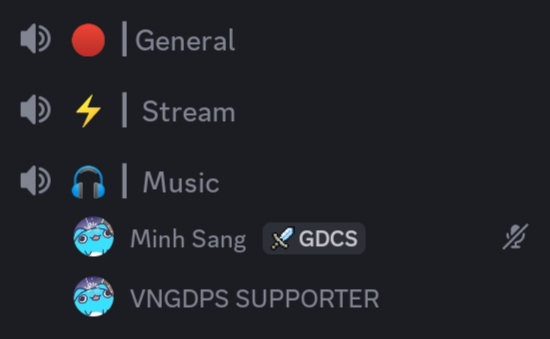 🔴 | General
⚡ | Stream
🎧 | Music
Minh Sang GDCS
VNGDPS SUPPORTER